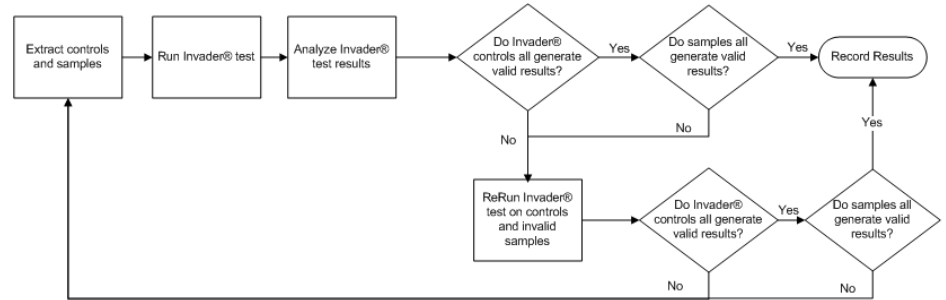 Extract controls
and samples
Run Invader® test
Analyze Invader®
test results
Do Invader®
controls all generate
valid results?
Yes
Do samples all
generate valid
results?
Yes
Record Results
No
No
Yes
ReRun Invader®
test on controls
and invalid
samples
Do Invader®
controls all generate
valid results?
Yes
Do samples all
generate valid
results?
No
No